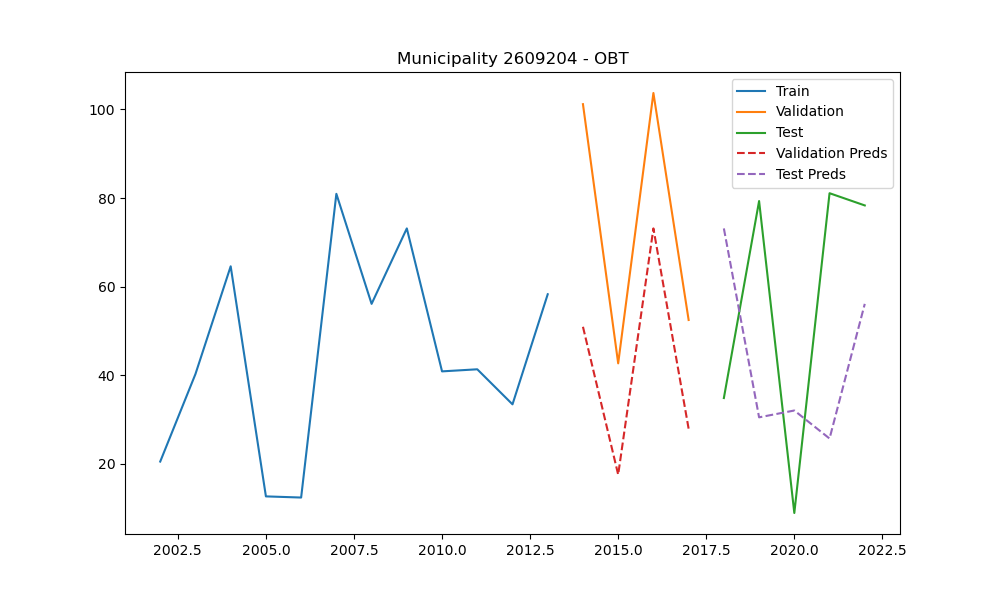 Municipality 2609204 - OBT
Train
Validation
Test
Validation Preds
Test Preds
100
80
60
40
20
2002.5 2005.0 2007.5 2010.0 2012.5 2015.0 2017.5 2020.0 2022.5